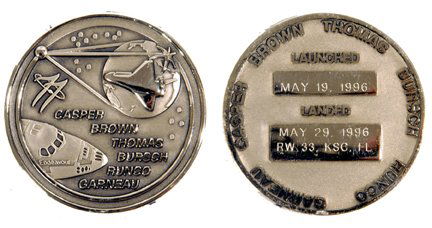 CASPER
BROWN
THOMAS
BURSCH
RUNCO
GARNEAU
Endeavour
CASPER BROWN THOMAS BURSCH RUNCO GARNEAU
LAUNCHED
MAY 19, 1996
LANDED
MAY 29, 1996
RW 33, KSC, FL